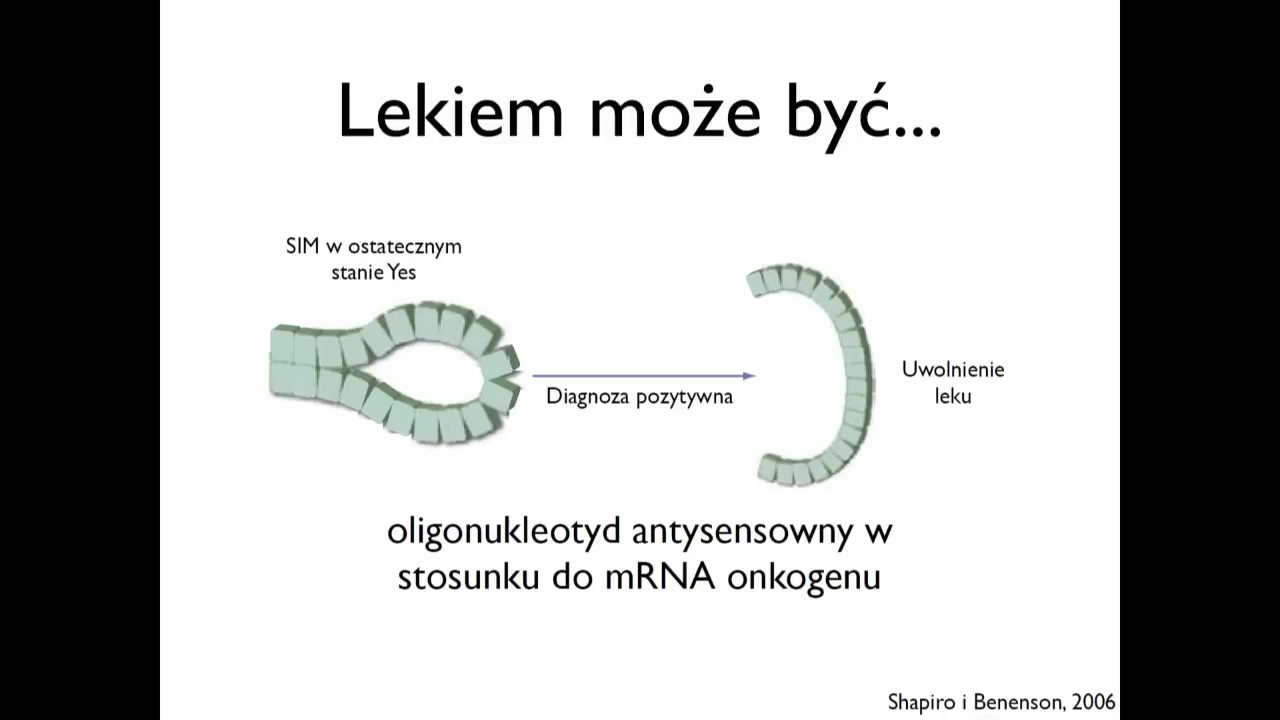 Lekiem może być...
SIM w ostatecznym
stanie Yes
Diagnoza pozytywna
Uwolnienie
leku
oligonukleotyd antysensowny w
stosunku do mRNA onkogenu
Shapiro i Benenson, 2006